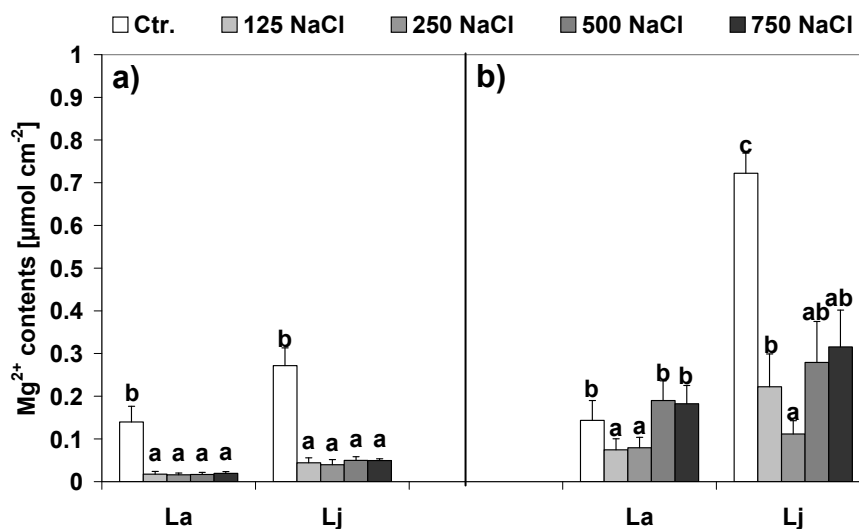 Ctr. 125 NaCl 250 NaCl 500 NaCl 750 NaCl
a) b)
Mg²⁺ contents [µmol cm⁻²]
1
0.9
0.8
0.7
0.6
0.5
0.4
0.3
0.2
0.1
0
b a a a a
b a a a a
b a a b b
c b a ab ab
La Lj La Lj